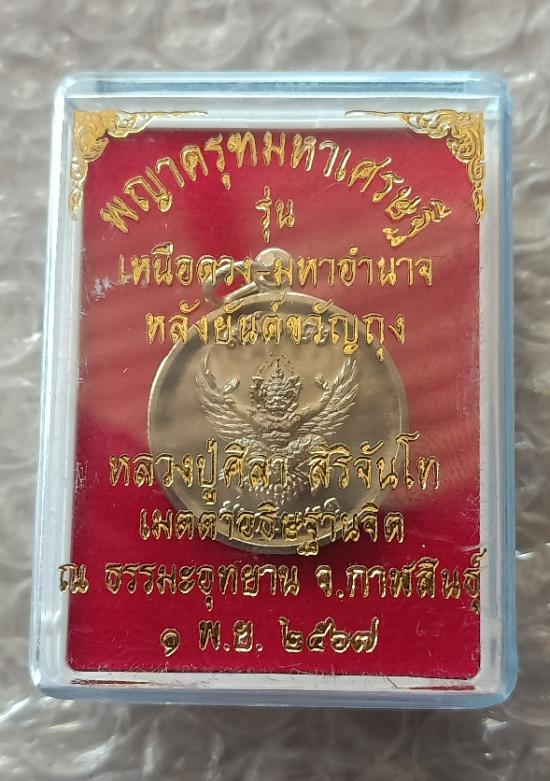 พญาครุฑมหาเศรษฐี
รุ่น
เหนือดวง-มหาอำนาจ
หลังยันต์ขวัญถุง
หลวงปู่ศิลา สิริจันโท
เมตตาอธิษฐานจิต
ณ ธรรมะอุทยาน จ.กาฬสินธุ์
๑ พ.ย. ๒๕๖๗